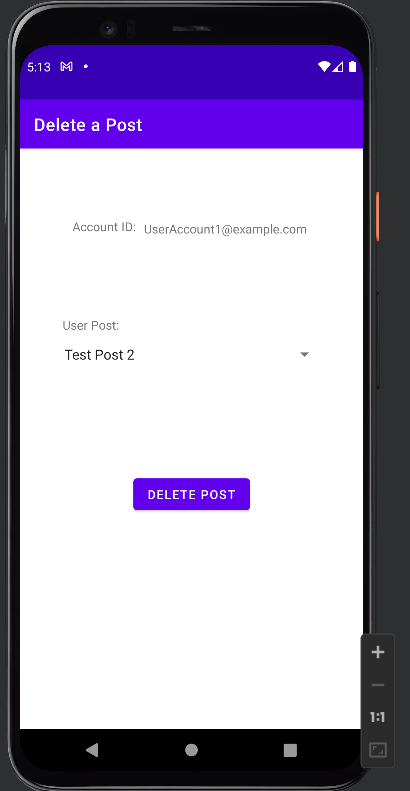 5:13
Delete a Post
Account ID: UserAccount1@example.com
User Post:
Test Post 2
DELETE POST
1:1